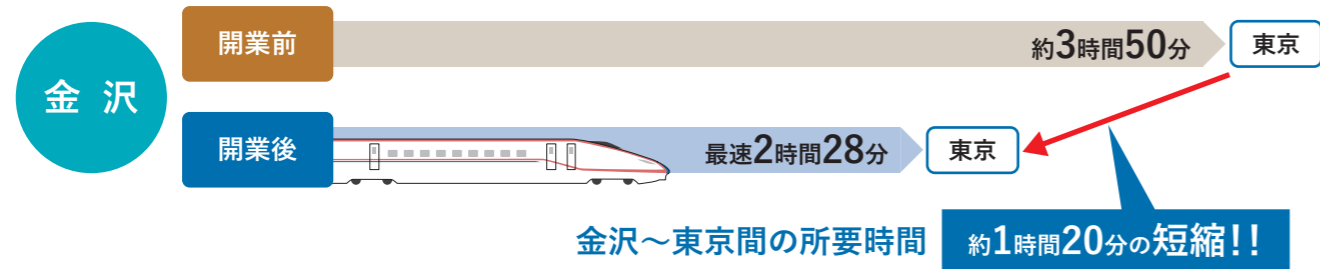 金 沢
開業前
約3時間50分
東京
開業後
最速2時間28分
東京
金沢～東京間の所要時間
約1時間20分の短縮!!